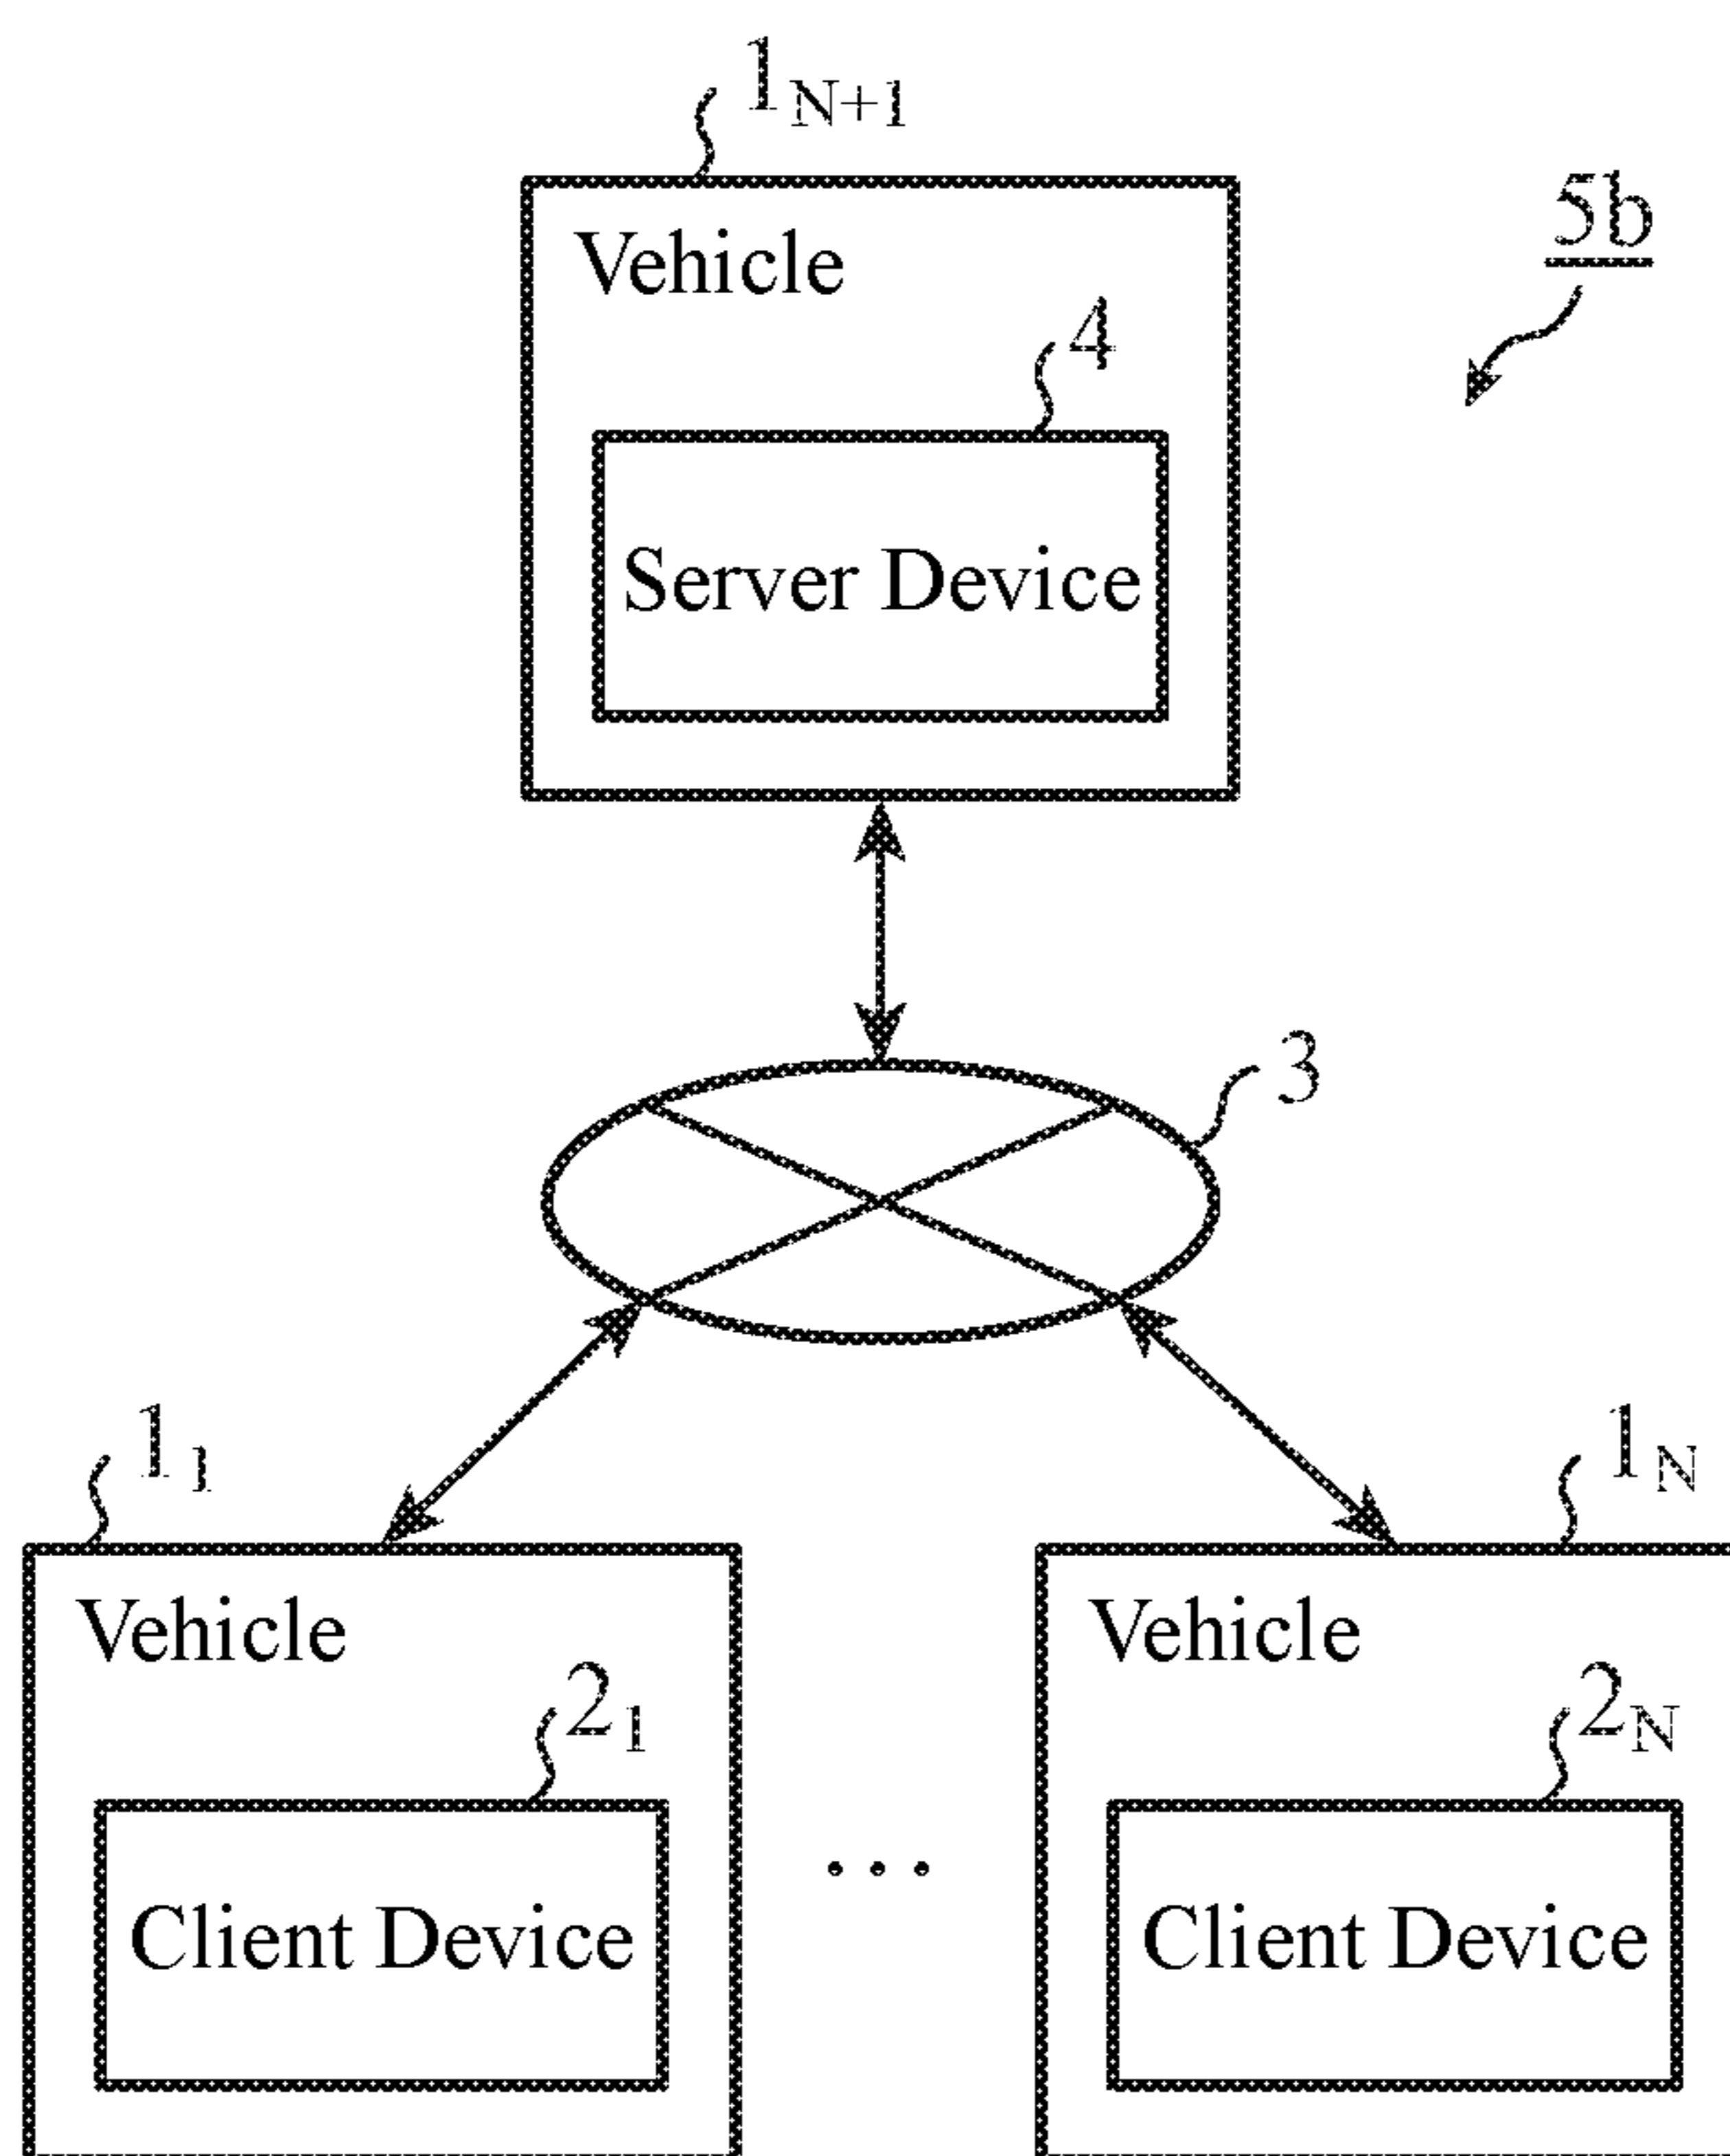 1N+1
5b
Vehicle
4
Server Device
3
11
1N
Vehicle
Vehicle
21
2N
...
Client Device
Client Device